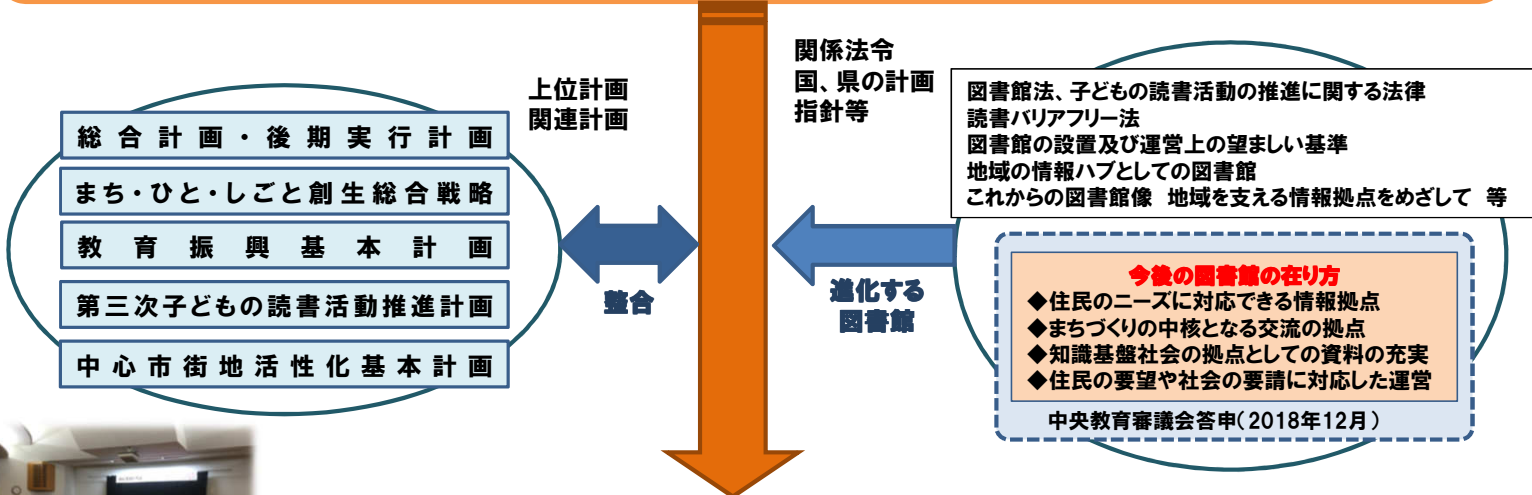 上位計画
関連計画
総合計画・後期実行計画
まち・ひと・しごと創生総合戦略
教育振興基本計画
第三次子どもの読書活動推進計画
中心市街地活性化基本計画
整合
関係法令
国、県の計画
指針等
図書館法、子どもの読書活動の推進に関する法律
読書バリアフリー法
図書館の設置及び運営上の望ましい基準
地域の情報ハブとしての図書館
これからの図書館像 地域を支える情報拠点をめざして 等
進化する
図書館
今後の図書館の在り方
◆住民のニーズに対応できる情報拠点
◆まちづくりの中核となる交流の拠点
◆知識基盤社会の拠点としての資料の充実
◆住民の要望や社会の要請に対応した運営
中央教育審議会答申(2018年12月)